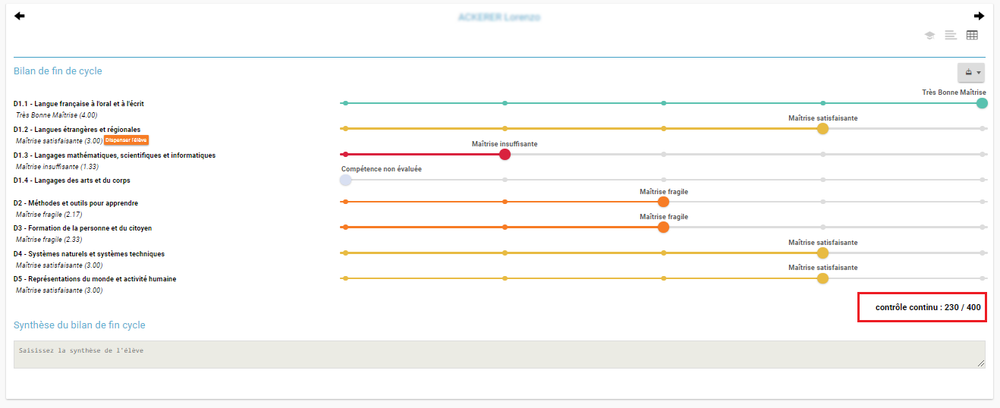 ACKERER Lorenzo
Bilan de fin de cycle
Très Bonne Maîtrise
D1.1 - Langue française à l'oral et à l'écrit
Très Bonne Maîtrise (4.00)
Maîtrise satisfaisante
D1.2 - Langues étrangères et régionales
Maîtrise satisfaisante (3.00) Dispenser l'élève
Maîtrise insuffisante
D1.3 - Langages mathématiques, scientifiques et informatiques
Maîtrise insuffisante (1.33)
Compétence non évaluée
D1.4 - Langages des arts et du corps
Maîtrise fragile
D2 - Méthodes et outils pour apprendre
Maîtrise fragile (2.17)
Maîtrise fragile
D3 - Formation de la personne et du citoyen
Maîtrise fragile (2.33)
Maîtrise satisfaisante
D4 - Systèmes naturels et systèmes techniques
Maîtrise satisfaisante (3.00)
Maîtrise satisfaisante
D5 - Représentations du monde et activité humaine
Maîtrise satisfaisante (3.00)
contrôle continu : 230 / 400
Synthèse du bilan de fin cycle
Saisissez la synthèse de l'élève